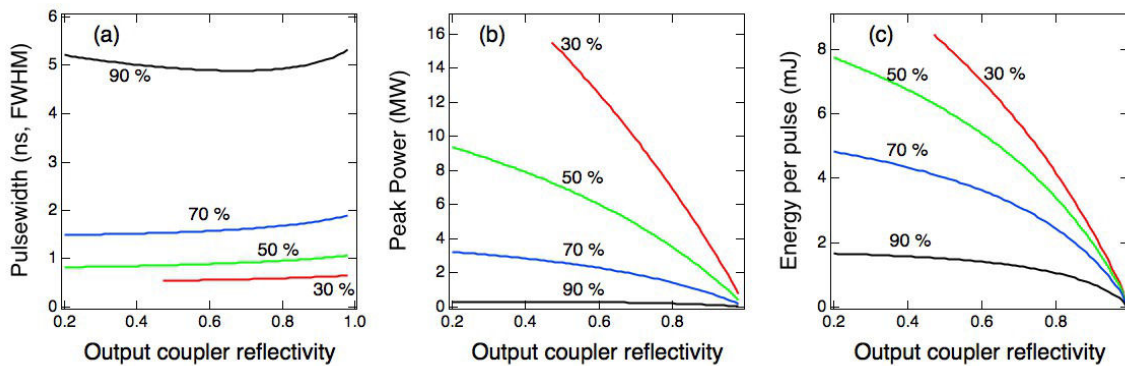 (a)
6
5
4
3
2
1
0
90 %
70 %
50 %
30 %
0.2 0.4 0.6 0.8 1.0
Pulsewidth (ns, FWHM)
Output coupler reflectivity
(b)
16
14
12
10
8
6
4
2
0
30 %
50 %
70 %
90 %
0.2 0.4 0.6 0.8
Peak Power (MW)
Output coupler reflectivity
(c)
8
6
4
2
0
30 %
50 %
70 %
90 %
0.2 0.4 0.6 0.8
Energy per pulse (mJ)
Output coupler reflectivity